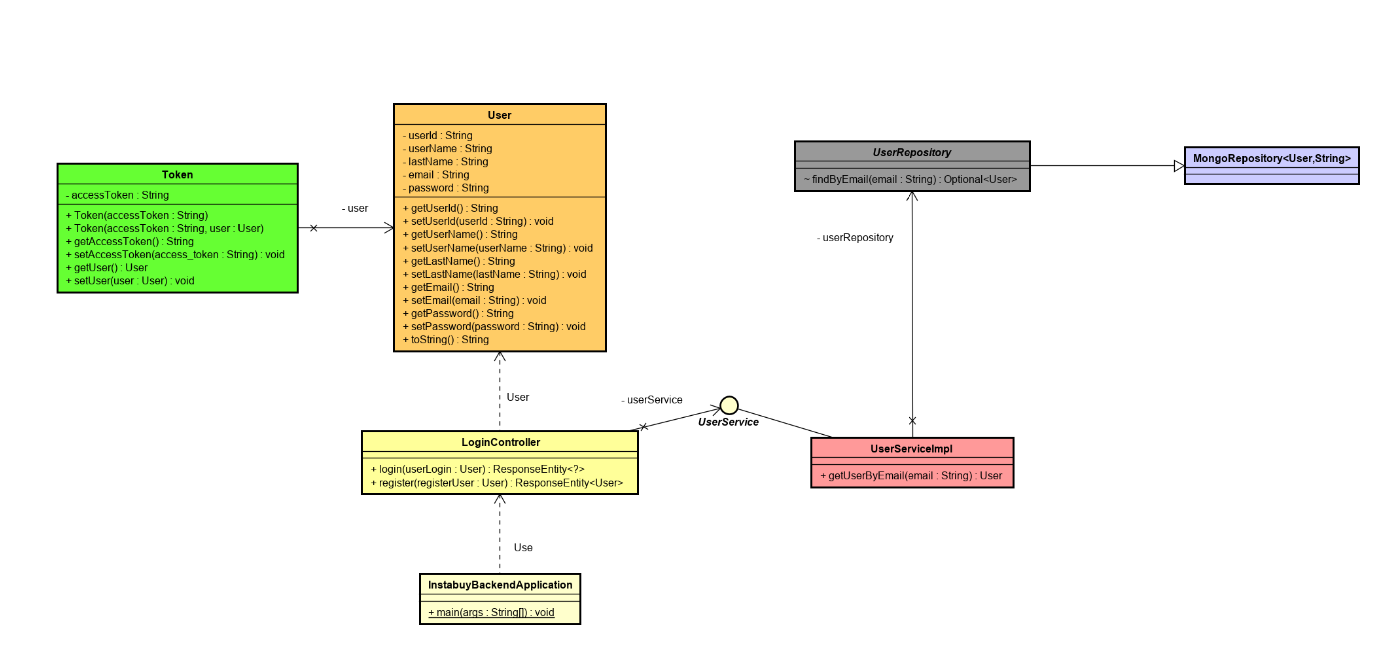 User
- userId : String
- userName : String
- lastName : String
- email : String
- password : String
+ getUserId() : String
+ setUserId(userId : String) : void
+ getUserName() : String
+ setUserName(userName : String) : void
+ getLastName() : String
+ setLastName(lastName : String) : void
+ getEmail() : String
+ setEmail(email : String) : void
+ getPassword() : String
+ setPassword(password : String) : void
+ toString() : String
Token
- accessToken : String
+ Token(accessToken : String)
+ Token(accessToken : String, user : User)
+ getAccessToken() : String
+ setAccessToken(access_token : String) : void
+ getUser() : User
+ setUser(user : User) : void
- user
UserRepository
~ findByEmail(email : String) : Optional<User>
MongoRepository<User,String>
- userRepository
User
- userService
UserService
LoginController
+ login(userLogin : User) : ResponseEntity<?>
+ register(registerUser : User) : ResponseEntity<User>
UserServiceImpl
+ getUserByEmail(email : String) : User
Use
InstabuyBackendApplication
+ main(args : String[]) : void